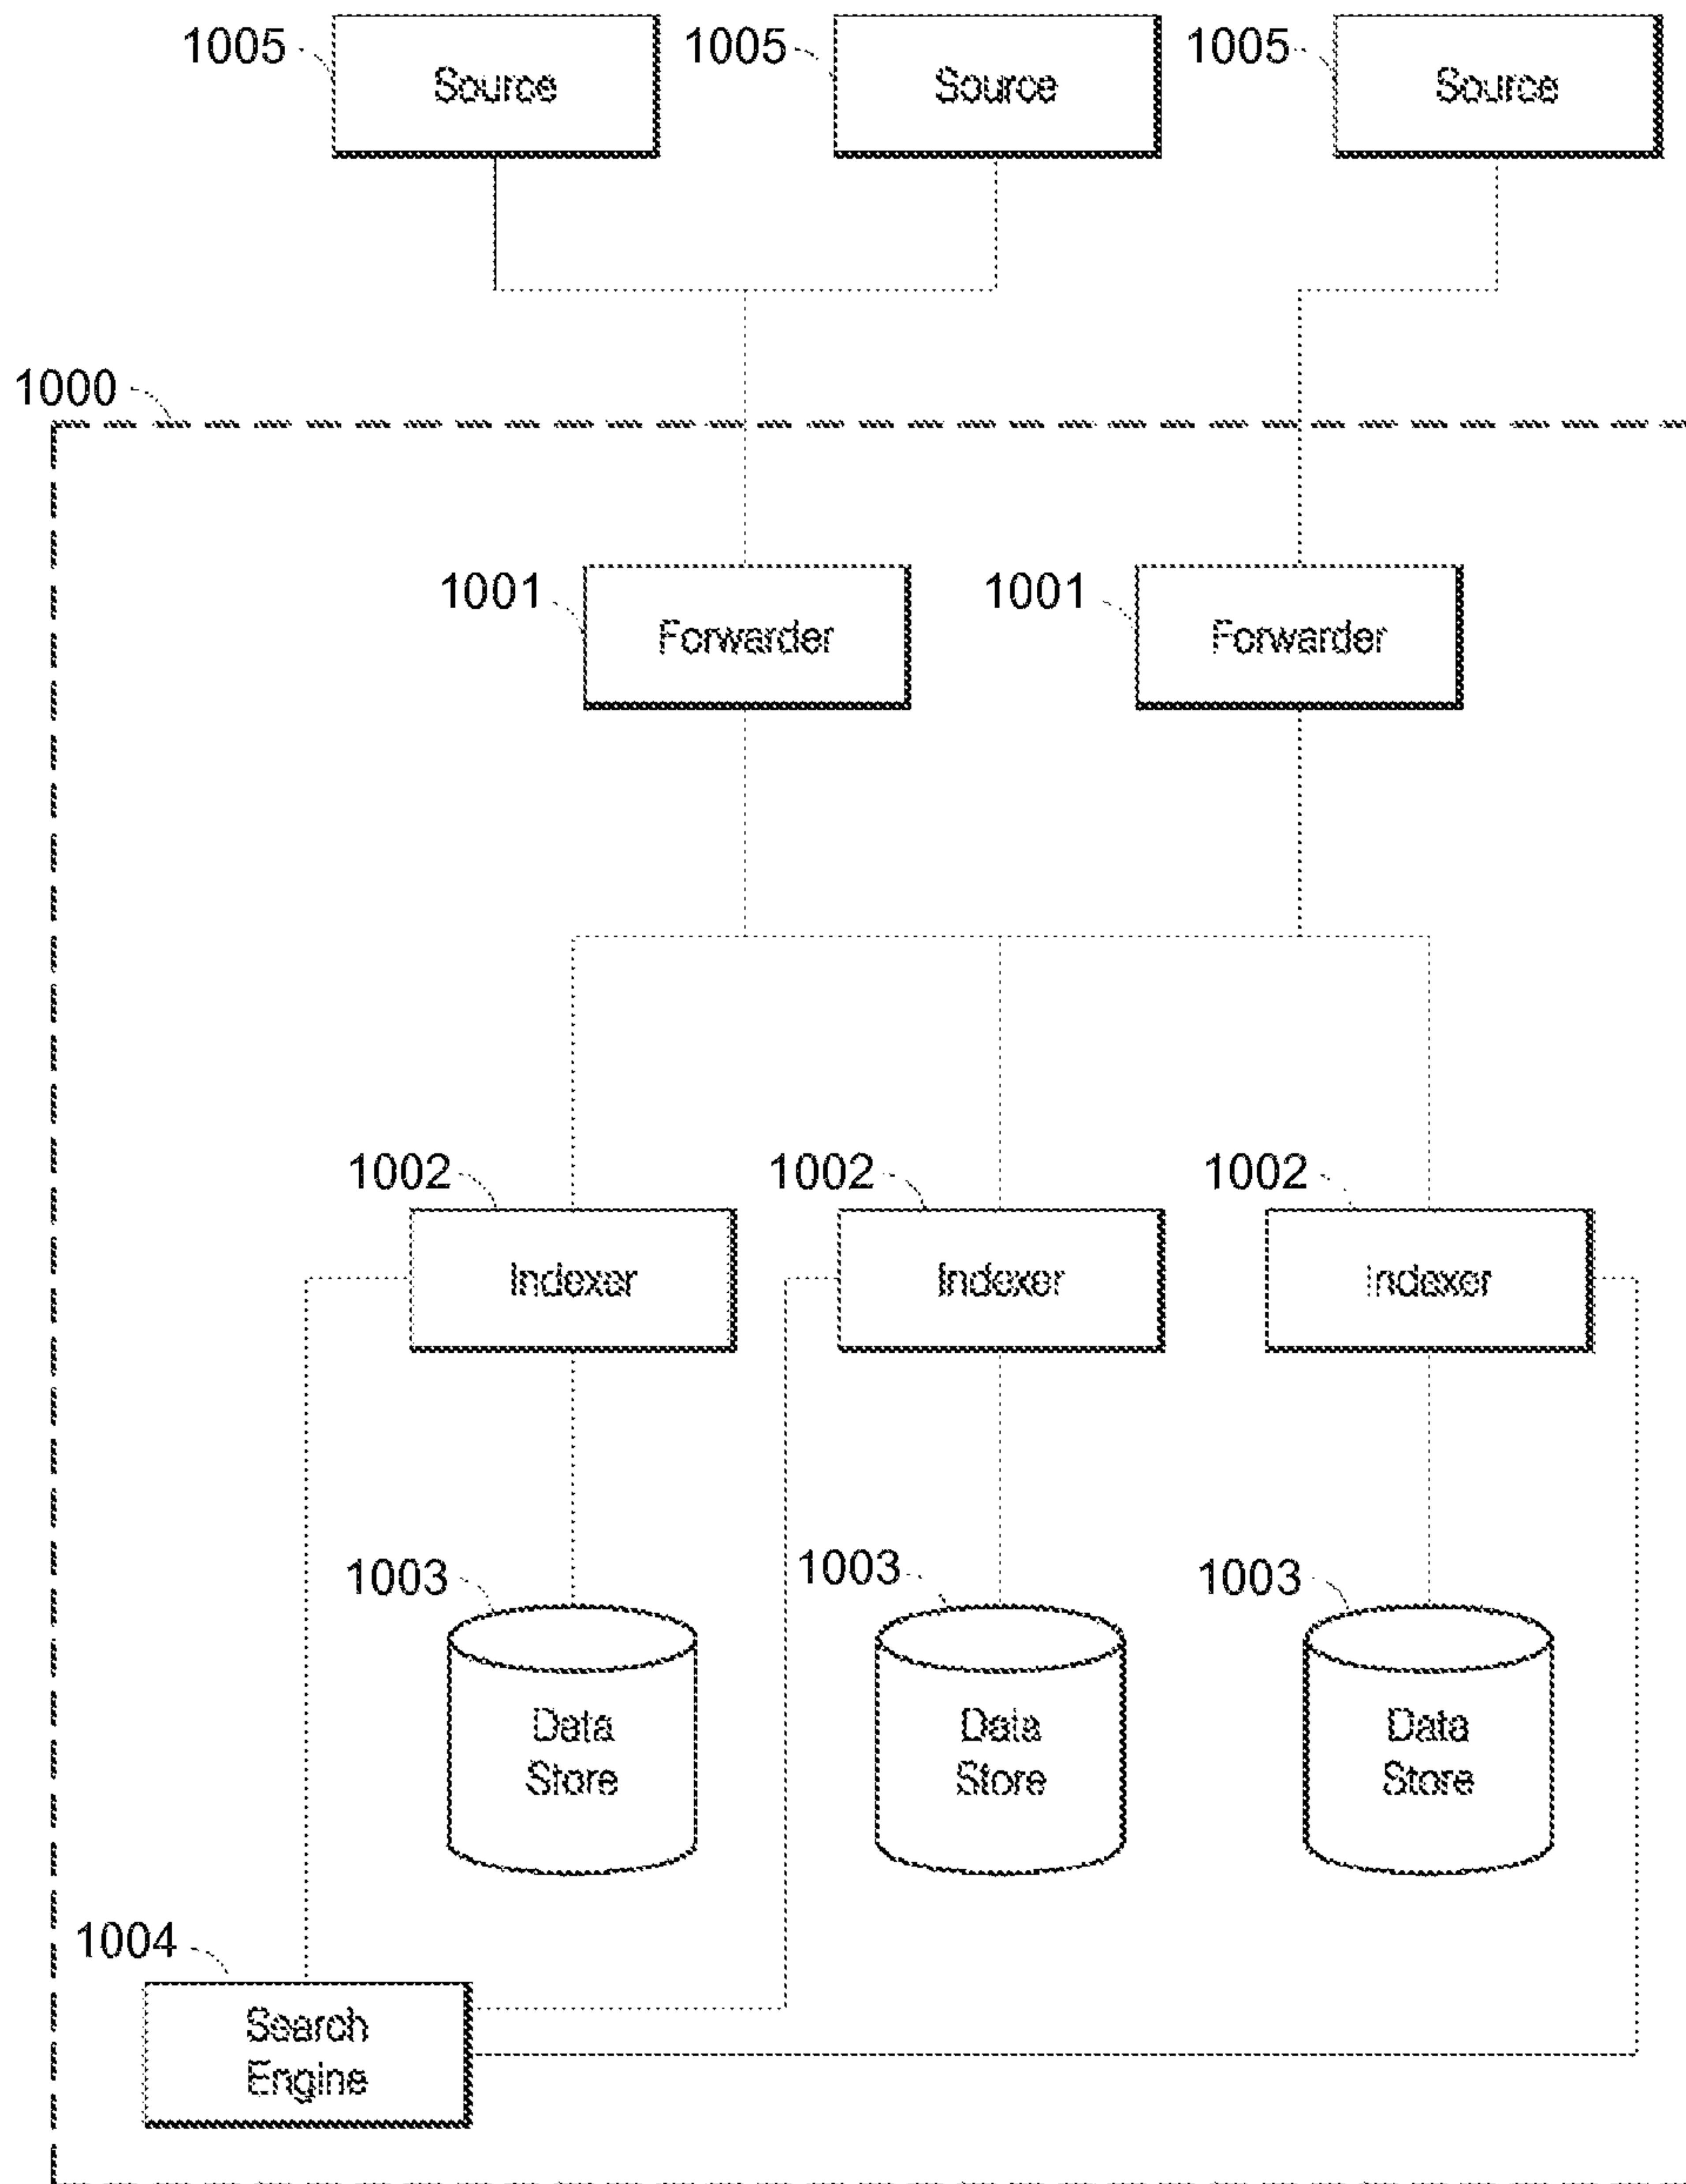 1005
Source
1005
Source
1005
Source
1000
1001
Forwarder
1001
Forwarder
1002
Indexer
1002
Indexer
1002
Indexer
1003
Data
Store
1003
Data
Store
1003
Data
Store
1004
Search
Engine